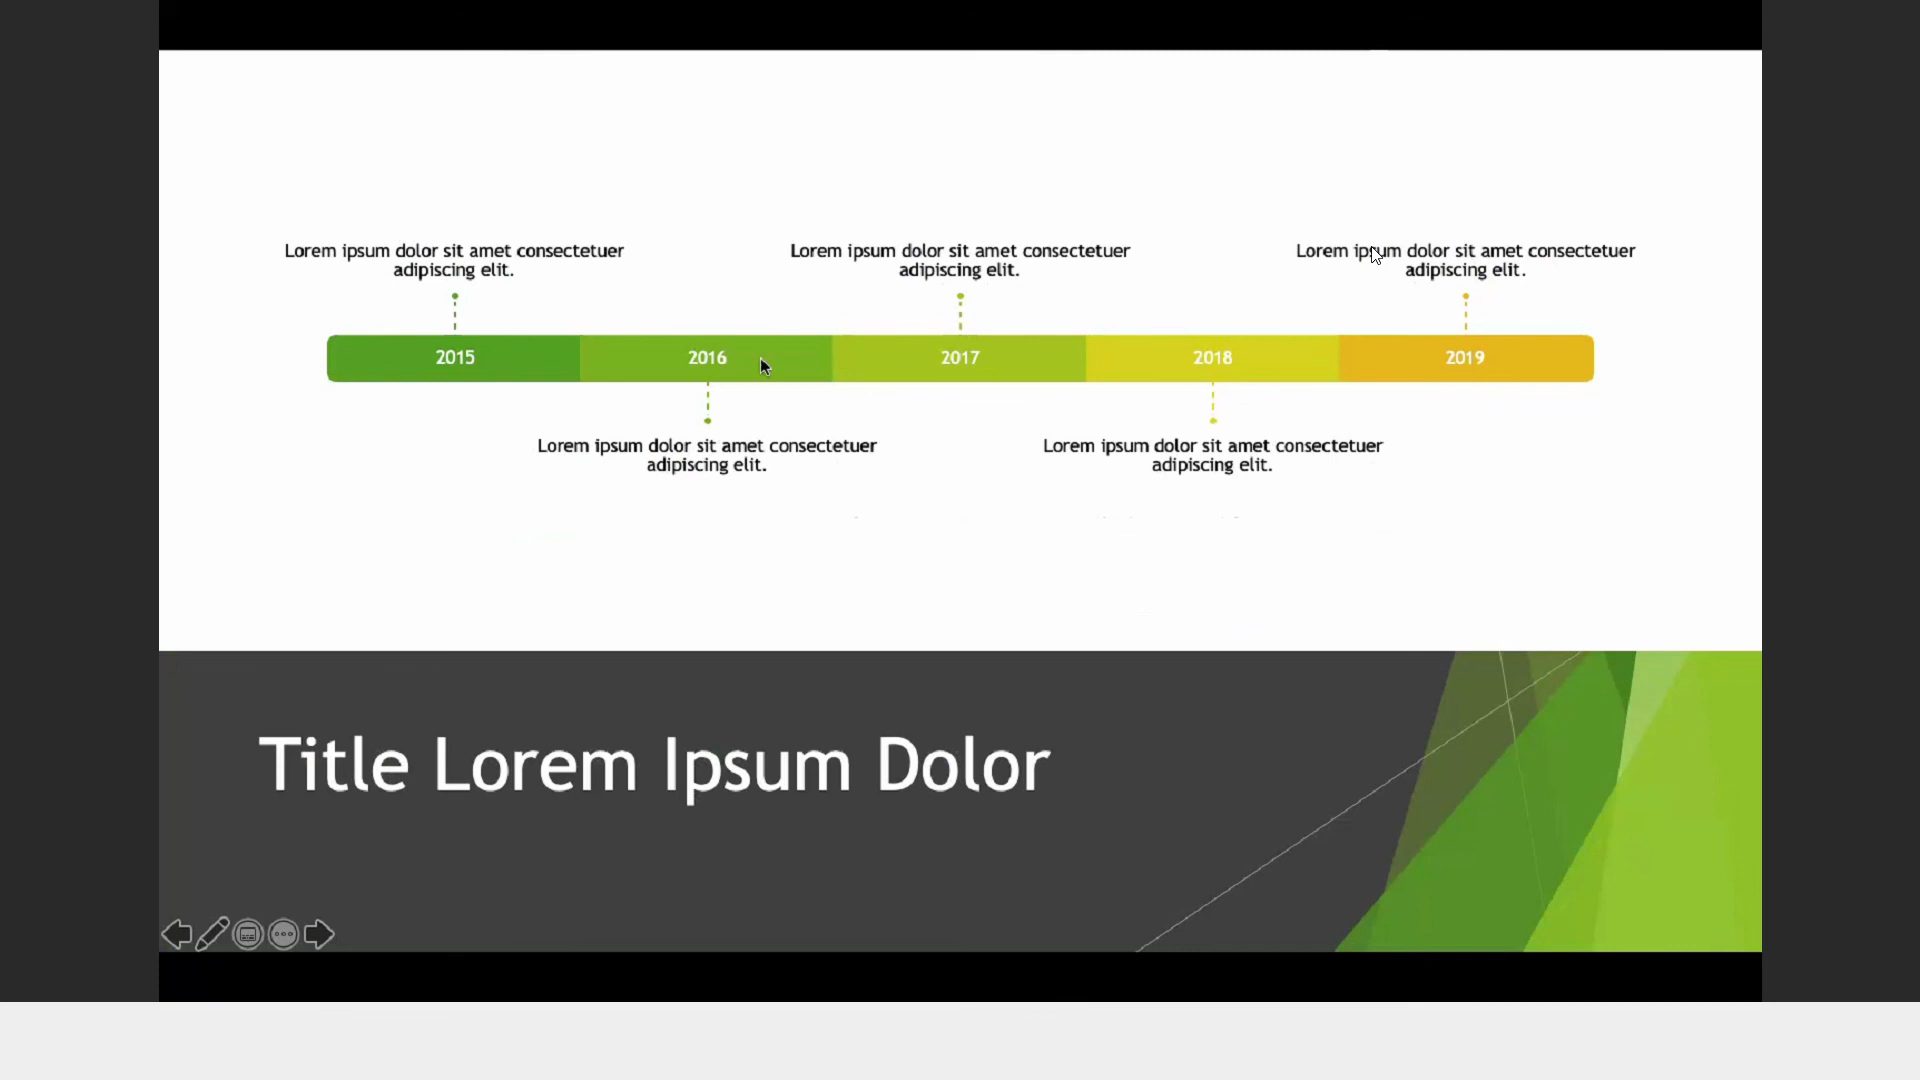 Lorem ipsum dolor sit amet consectetuer
adipiscing elit.
Lorem ipsum dolor sit amet consectetuer
adipiscing elit.
Lorem ipsum dolor sit amet consectetuer
adipiscing elit.
2015
2016
2017
2018
2019
Lorem ipsum dolor sit amet consectetuer
adipiscing elit.
Lorem ipsum dolor sit amet consectetuer
adipiscing elit.
Title Lorem Ipsum Dolor